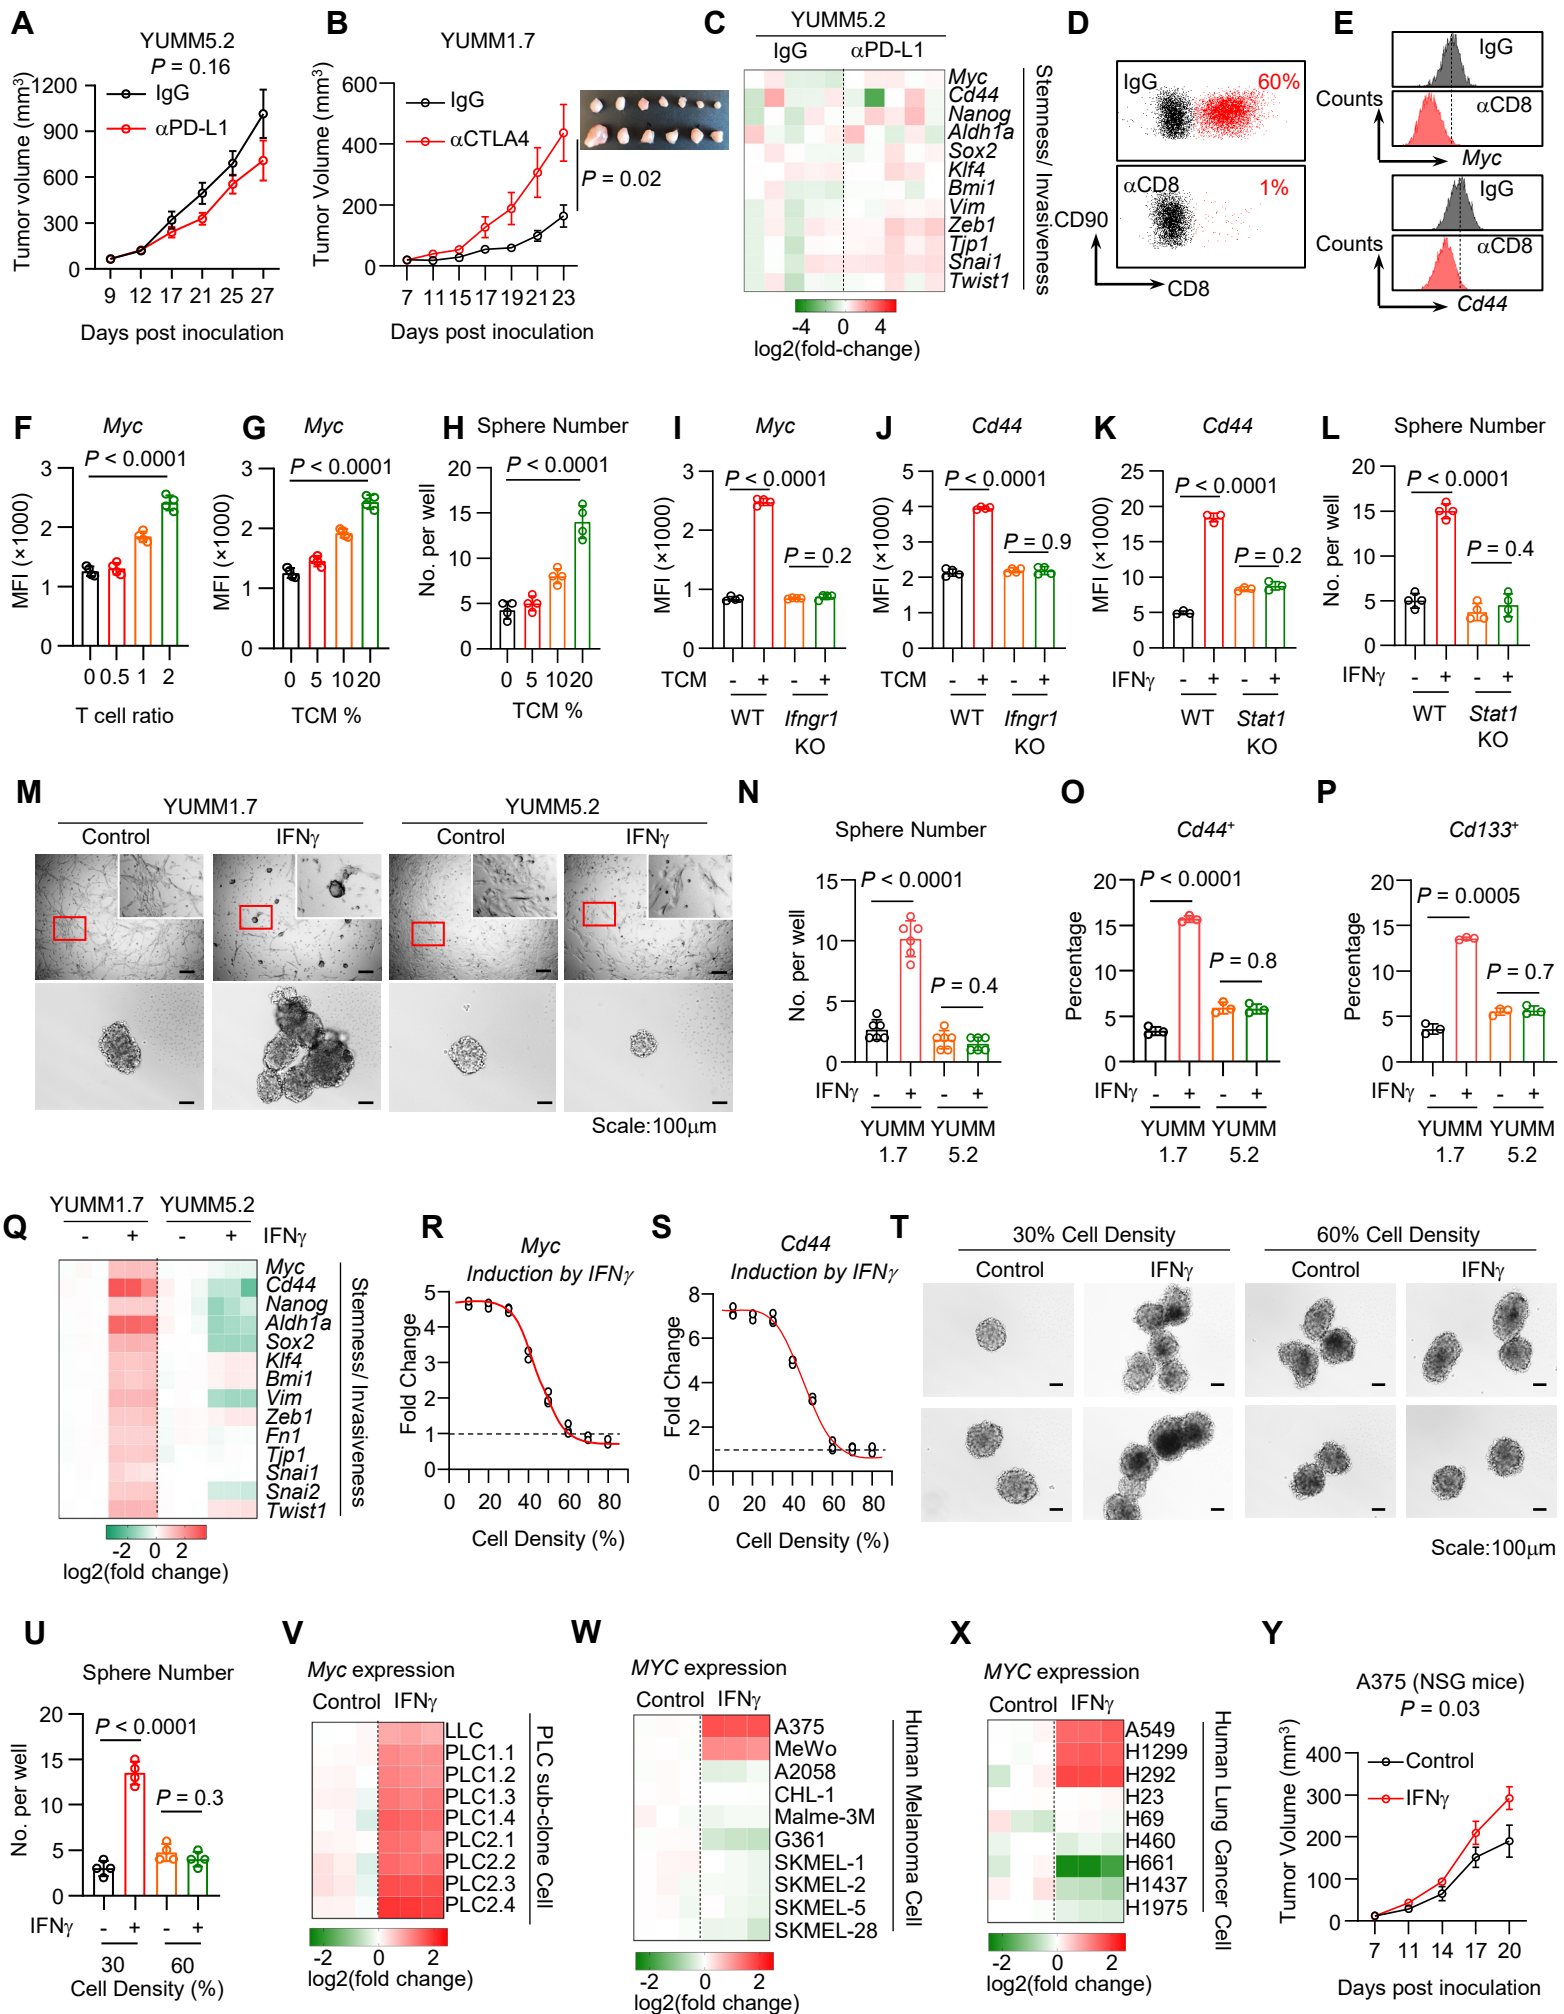 A
YUMM5.2
P = 0.16
IgG
αPD-L1
Tumor volume (mm³)
1200
900
600
300
0
9 12 17 21 25 27
Days post inoculation
B
YUMM1.7
IgG
αCTLA4
P = 0.02
Tumor Volume (mm³)
600
400
200
0
7 11 15 17 19 21 23
Days post inoculation
C
YUMM5.2
IgG αPD-L1
Myc
Cd44
Nanog
Aldh1a
Sox2
Klf4
Bmi1
Vim
Zeb1
Tjp1
Snai1
Twist1
Stemness/ Invasiveness
-4 0 4
log2(fold-change)
D
IgG 60%
αCD8 1%
CD90
CD8
E
IgG
Counts αCD8
Myc
IgG
Counts αCD8
Cd44
F
Myc
P < 0.0001
MFI (×1000)
3
2
1
0
0 0.5 1 2
T cell ratio
G
Myc
P < 0.0001
MFI (×1000)
3
2
1
0
0 5 10 20
TCM %
H Sphere Number
P < 0.0001
No. per well
20
15
10
5
0
0 5 10 20
TCM %
I
Myc
P < 0.0001
P = 0.2
MFI (×1000)
3
2
1
0
TCM - + - +
WT Ifngr1
KO
J
Cd44
P < 0.0001
P = 0.9
MFI (×1000)
5
4
3
2
1
0
TCM - + - +
WT Ifngr1
KO
K
Cd44
P < 0.0001
P = 0.2
MFI (×1000)
25
20
15
10
5
0
IFNγ - + - +
WT Stat1
KO
L
Sphere Number
P < 0.0001
P = 0.4
No. per well
20
15
10
5
0
IFNγ - + - +
WT Stat1
KO
M
YUMM1.7 YUMM5.2
Control IFNγ Control IFNγ
Scale:100μm
N
Sphere Number
P < 0.0001
P = 0.4
No. per well
15
10
5
0
IFNγ - + - +
YUMM YUMM
1.7 5.2
O
Cd44⁺
P < 0.0001
P = 0.8
Percentage
20
15
10
5
0
IFNγ - + - +
YUMM YUMM
1.7 5.2
P
Cd133⁺
P = 0.0005
P = 0.7
Percentage
20
15
10
5
0
IFNγ - + - +
YUMM YUMM
1.7 5.2
Q
YUMM1.7 YUMM5.2
- + - + IFNγ
Myc
Cd44
Nanog
Aldh1a
Sox2
Klf4
Bmi1
Vim
Zeb1
Fn1
Tjp1
Snai1
Snai2
Twist1
Stemness/ Invasiveness
-2 0 2
log2(fold change)
R
Myc
Induction by IFNγ
Fold Change
5
4
3
2
1
0
0 20 40 60 80
Cell Density (%)
S
Cd44
Induction by IFNγ
Fold Change
8
6
4
2
0
0 20 40 60 80
Cell Density (%)
T
30% Cell Density 60% Cell Density
Control IFNγ Control IFNγ
Scale:100μm
U
Sphere Number
P < 0.0001
P = 0.3
No. per well
20
15
10
5
0
IFNγ - + - +
30 60
Cell Density (%)
V
Myc expression
Control IFNγ
LLC
PLC1.1
PLC1.2
PLC1.3
PLC1.4
PLC2.1
PLC2.2
PLC2.3
PLC2.4
PLC sub-clone Cell
-2 0 2
log2(fold change)
W
MYC expression
Control IFNγ
A375
MeWo
A2058
CHL-1
Malme-3M
G361
SKMEL-1
SKMEL-2
SKMEL-5
SKMEL-28
Human Melanoma Cell
-2 0 2
log2(fold change)
X
MYC expression
Control IFNγ
A549
H1299
H292
H23
H69
H460
H661
H1437
H1975
Human Lung Cancer Cell
-2 0 2
log2(fold change)
Y
A375 (NSG mice)
P = 0.03
Control
IFNγ
Tumor Volume (mm³)
400
300
200
100
0
7 11 14 17 20
Days post inoculation